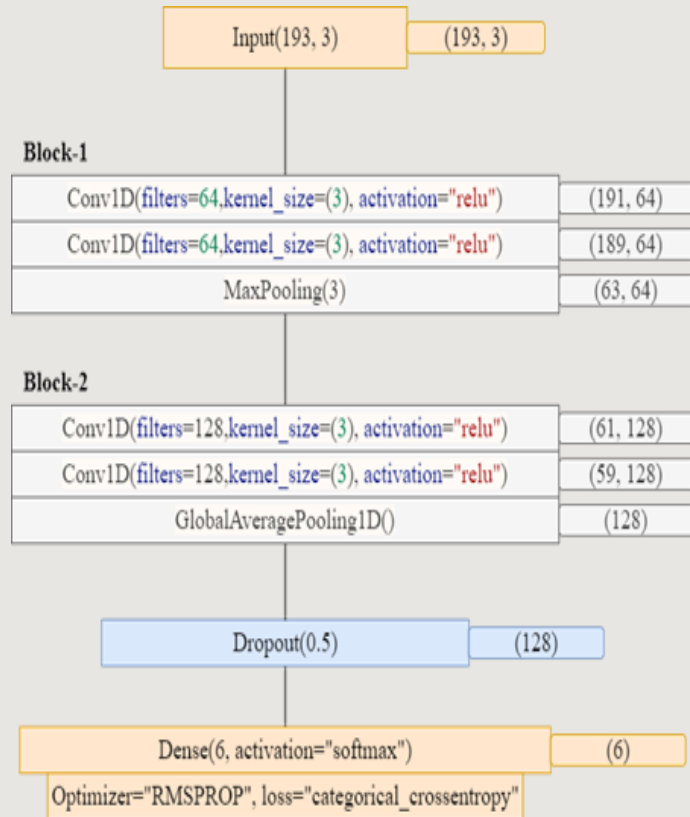 Input(193, 3) (193, 3)
Block-1
Conv1D(filters=64,kernel_size=(3), activation="relu") (191, 64)
Conv1D(filters=64,kernel_size=(3), activation="relu") (189, 64)
MaxPooling(3) (63, 64)
Block-2
Conv1D(filters=128,kernel_size=(3), activation="relu") (61, 128)
Conv1D(filters=128,kernel_size=(3), activation="relu") (59, 128)
GlobalAveragePooling1D() (128)
Dropout(0.5) (128)
Dense(6, activation="softmax") (6)
Optimizer="RMSPROP", loss="categorical_crossentropy"